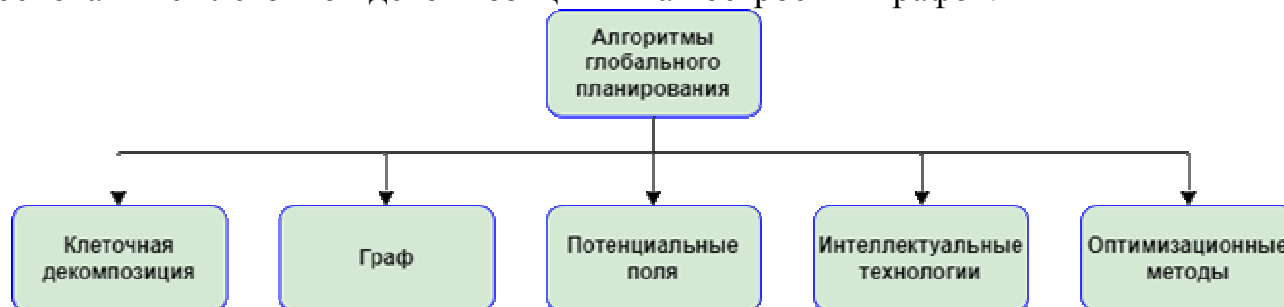 Алгоритмы
глобального
планирования
Клеточная
декомпозиция
Граф
Потенциальные
поля
Интеллектуальные
технологии
Оптимизационные
методы